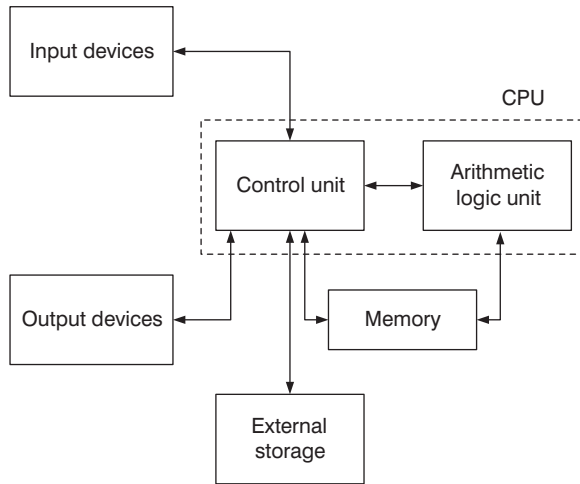 Input devices
CPU
Control unit
Arithmetic
logic unit
Output devices
Memory
External
storage